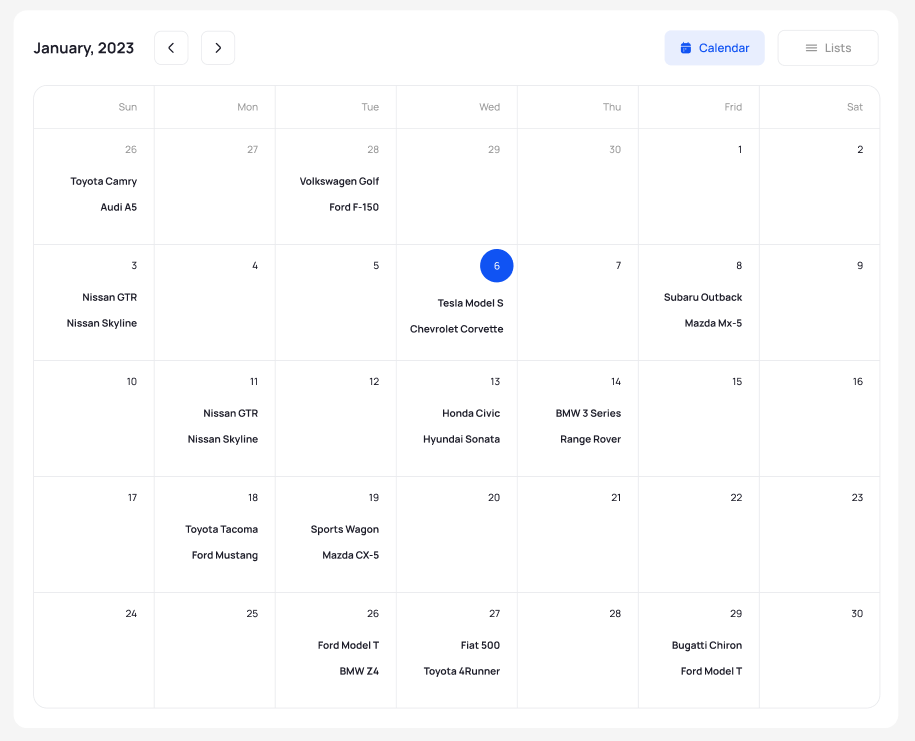 January, 2023
Calendar
Lists
Sun Mon Tue Wed Thu Frid Sat
26 27 28 29 30 1 2
Toyota Camry Volkswagen Golf
Audi A5 Ford F-150
3 4 5 6 7 8 9
Nissan GTR Tesla Model S Subaru Outback
Nissan Skyline Chevrolet Corvette Mazda Mx-5
10 11 12 13 14 15 16
Nissan GTR Honda Civic BMW 3 Series
Nissan Skyline Hyundai Sonata Range Rover
17 18 19 20 21 22 23
Toyota Tacoma Sports Wagon
Ford Mustang Mazda CX-5
24 25 26 27 28 29 30
Ford Model T Fiat 500 Bugatti Chiron
BMW Z4 Toyota 4Runner Ford Model T